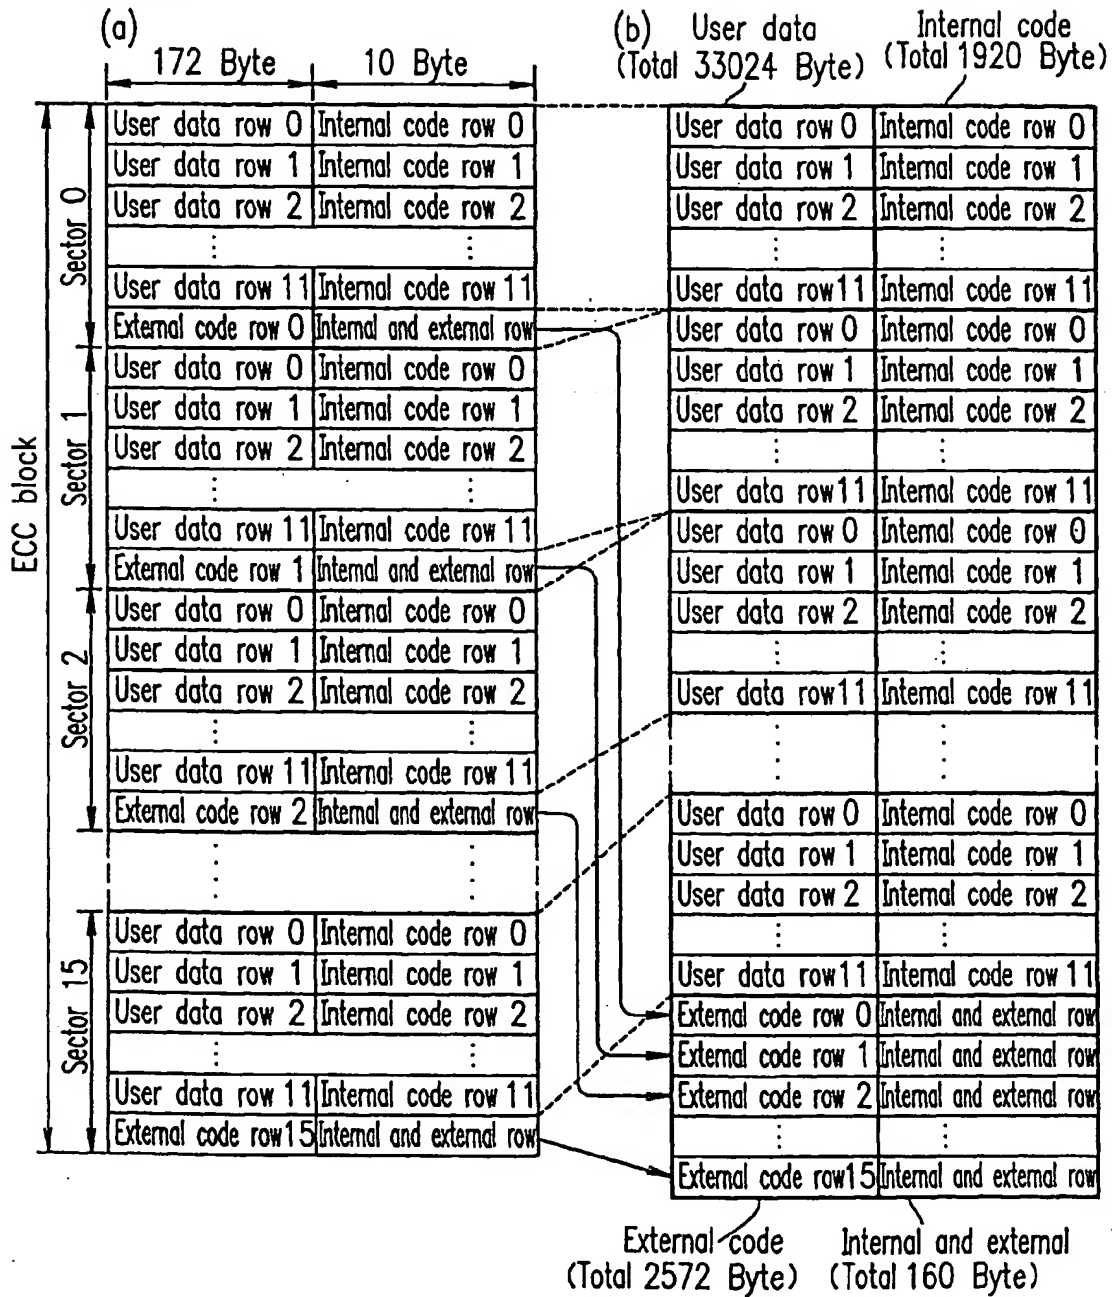 (a)
172 Byte
10 Byte
ECC block
Sector 0
User data row 0 Internal code row 0
User data row 1 Internal code row 1
User data row 2 Internal code row 2
User data row 11 Internal code row 11
External code row 0 Internal and external row
Sector 1
User data row 0 Internal code row 0
User data row 1 Internal code row 1
User data row 2 Internal code row 2
User data row 11 Internal code row 11
External code row 1 Internal and external row
Sector 2
User data row 0 Internal code row 0
User data row 1 Internal code row 1
User data row 2 Internal code row 2
User data row 11 Internal code row 11
External code row 2 Internal and external row
Sector 15
User data row 0 Internal code row 0
User data row 1 Internal code row 1
User data row 2 Internal code row 2
User data row 11 Internal code row 11
External code row 15 Internal and external row
(b)
User data
(Total 33024 Byte)
Internal code
(Total 1920 Byte)
User data row 0 Internal code row 0
User data row 1 Internal code row 1
User data row 2 Internal code row 2
User data row 11 Internal code row 11
User data row 0 Internal code row 0
User data row 1 Internal code row 1
User data row 2 Internal code row 2
User data row 11 Internal code row 11
User data row 0 Internal code row 0
User data row 1 Internal code row 1
User data row 2 Internal code row 2
User data row 11 Internal code row 11
User data row 0 Internal code row 0
User data row 1 Internal code row 1
User data row 2 Internal code row 2
User data row 11 Internal code row 11
External code row 0 Internal and external row
External code row 1 Internal and external row
External code row 2 Internal and external row
External code row 15 Internal and external row
External code
(Total 2572 Byte)
Internal and external
(Total 160 Byte)